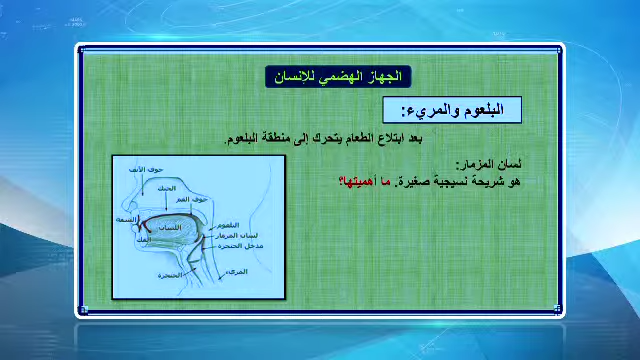 الجهاز الهضمي للإنسان
البلعوم والمريء:
بعد ابتلاع الطعام يتحرك إلى منطقة البلعوم.
لسان المزمار:
هو شريحة نسيجية صغيرة. ما أهميتها؟
جوف الأنف
الحنك
جوف الفم
الشفة
اللسان
البلعوم
لسان المزمار
مدخل الحنجرة
الفك
الحنجرة
المريء